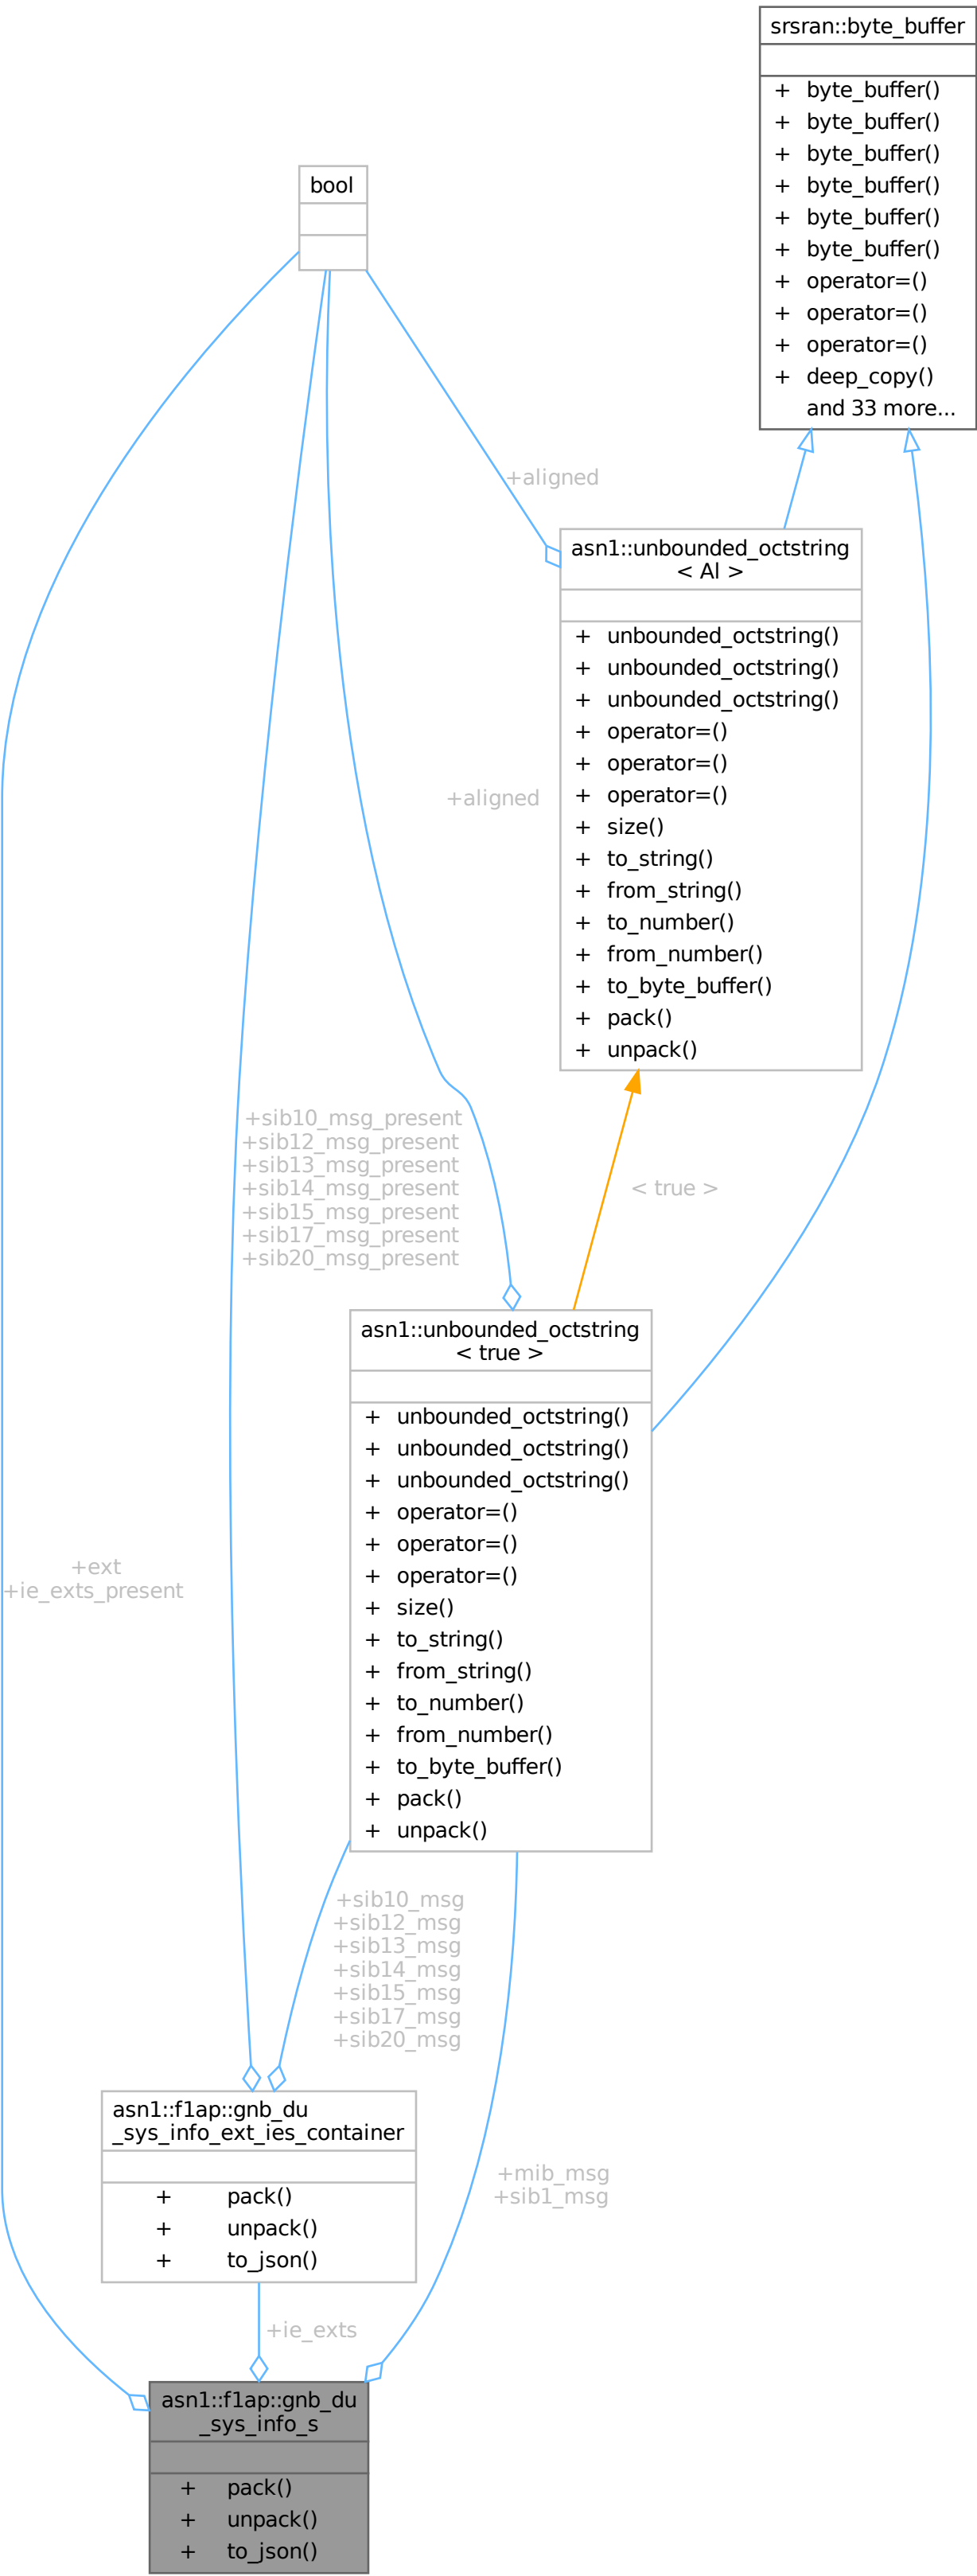 srsran::byte_buffer
+ byte_buffer()
+ byte_buffer()
+ byte_buffer()
+ byte_buffer()
+ byte_buffer()
+ byte_buffer()
+ operator=()
+ operator=()
+ operator=()
+ deep_copy()
and 33 more...
bool
+aligned
asn1::unbounded_octstring
< Al >
+ unbounded_octstring()
+ unbounded_octstring()
+ unbounded_octstring()
+ operator=()
+ operator=()
+ operator=()
+ size()
+ to_string()
+ from_string()
+ to_number()
+ from_number()
+ to_byte_buffer()
+ pack()
+ unpack()
+aligned
+sib10_msg_present
+sib12_msg_present
+sib13_msg_present
+sib14_msg_present
+sib15_msg_present
+sib17_msg_present
+sib20_msg_present
< true >
asn1::unbounded_octstring
< true >
+ unbounded_octstring()
+ unbounded_octstring()
+ unbounded_octstring()
+ operator=()
+ operator=()
+ operator=()
+ size()
+ to_string()
+ from_string()
+ to_number()
+ from_number()
+ to_byte_buffer()
+ pack()
+ unpack()
+ext
+ie_exts_present
+sib10_msg
+sib12_msg
+sib13_msg
+sib14_msg
+sib15_msg
+sib17_msg
+sib20_msg
asn1::f1ap::gnb_du
_sys_info_ext_ies_container
+ pack()
+ unpack()
+ to_json()
+mib_msg
+sib1_msg
+ie_exts
asn1::f1ap::gnb_du
_sys_info_s
+ pack()
+ unpack()
+ to_json()